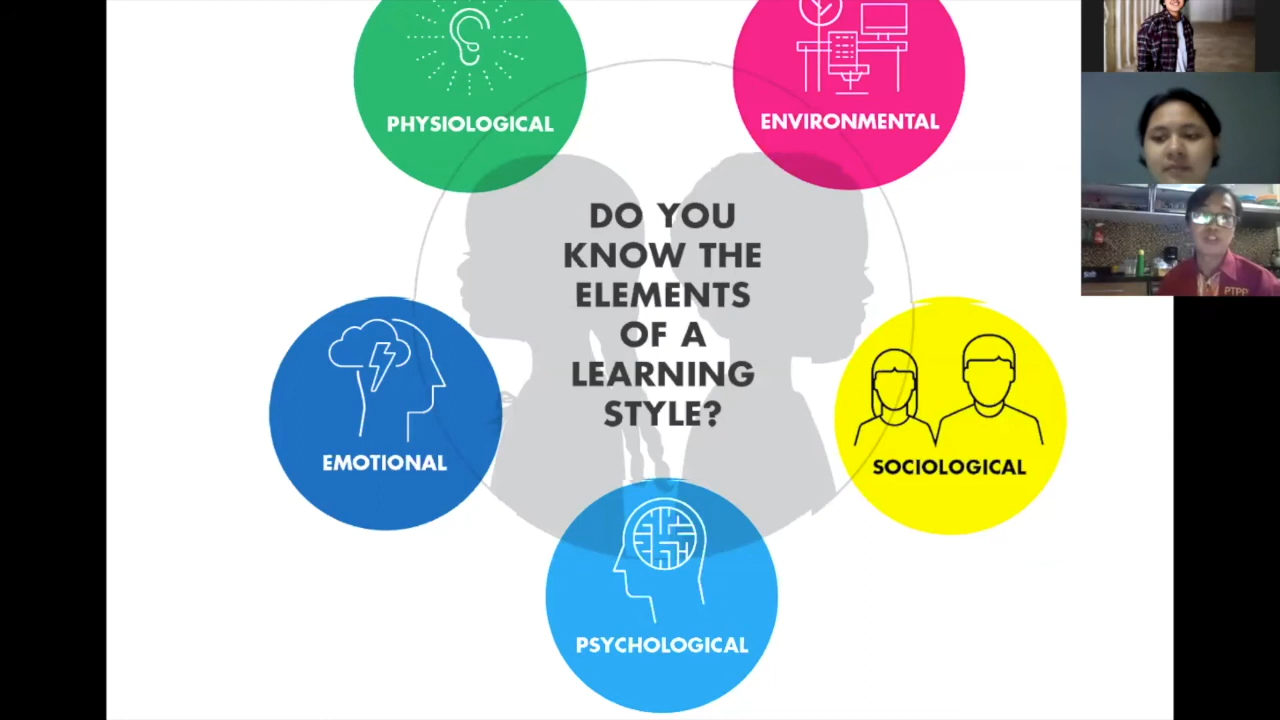 PHYSIOLOGICAL
ENVIRONMENTAL
DO YOU
KNOW THE
ELEMENTS
OF A
LEARNING
STYLE?
EMOTIONAL
SOCIOLOGICAL
PSYCHOLOGICAL